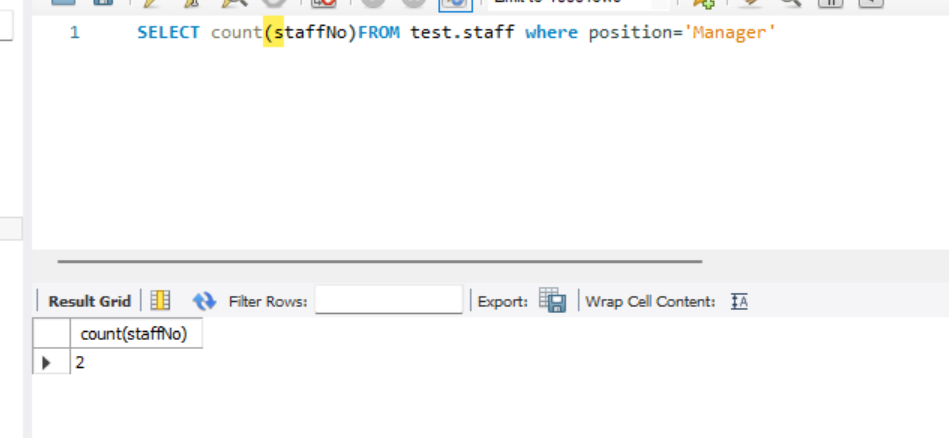 1 SELECT count(staffNo)FROM test.staff where position='Manager'
Result Grid Filter Rows: Export: Wrap Cell Content: IA
count(staffNo)
2